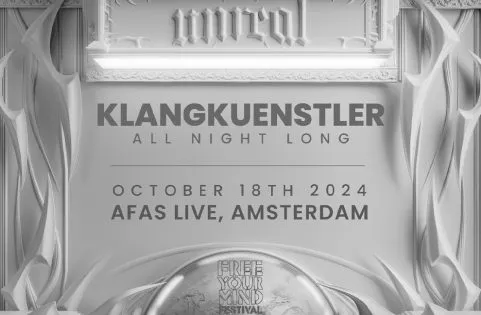 unreal
KLANGKUENSTLER
ALL NIGHT LONG
OCTOBER 18TH 2024
AFAS LIVE, AMSTERDAM
FREE
YOUR
MIND
FESTIVAL